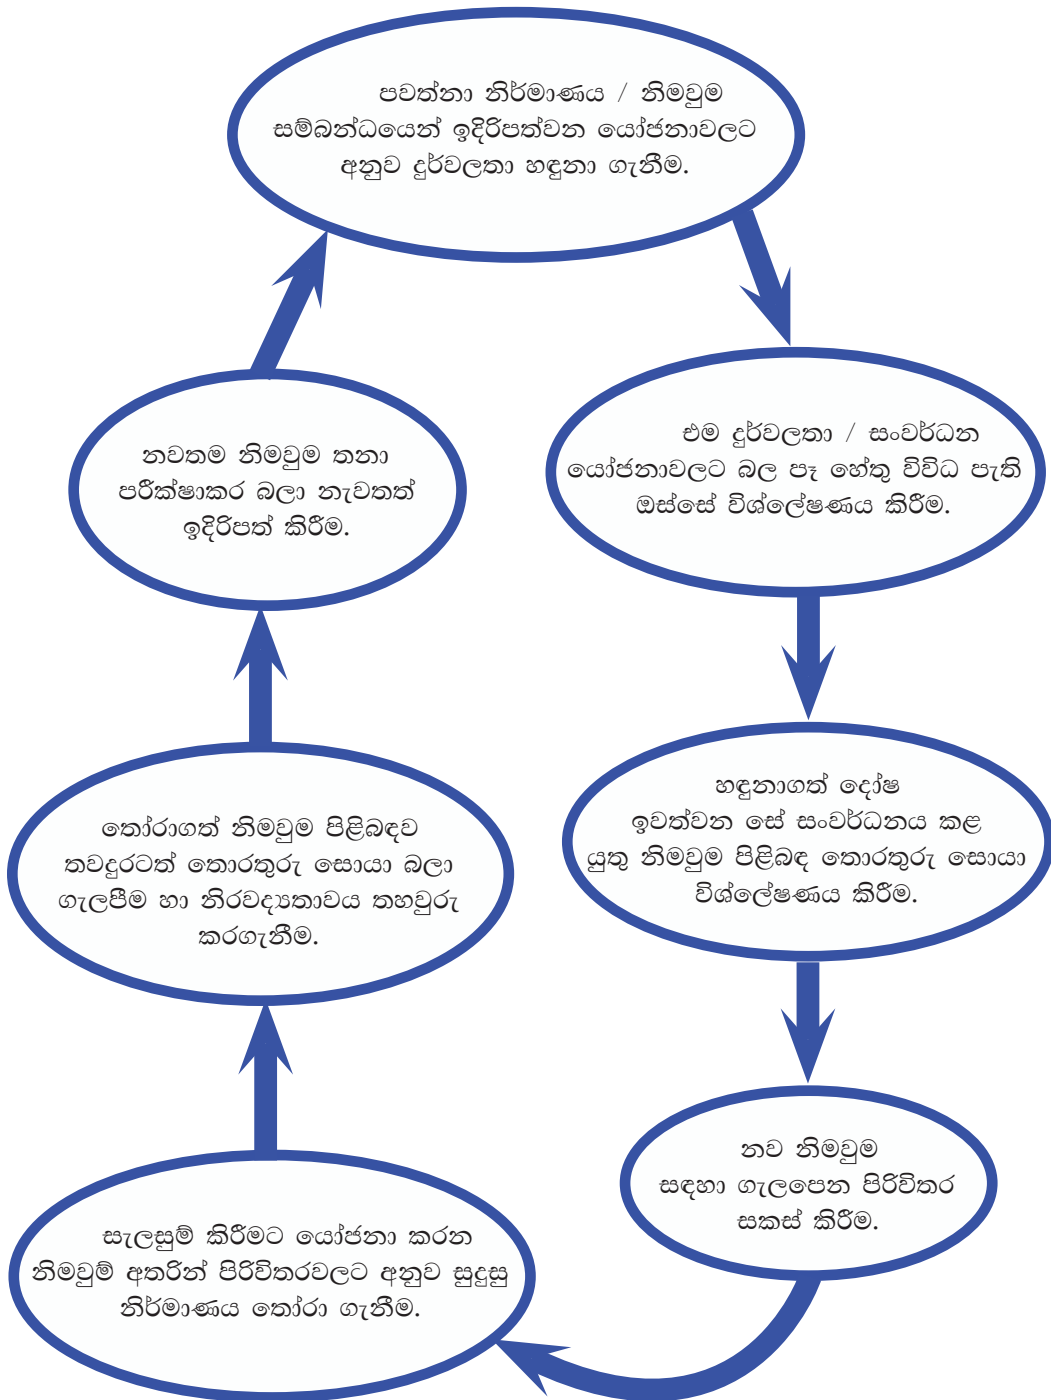 පවත්නා නිර්මාණය / නිමවුම
සම්බන්ධයෙන් ඉදිරිපත්වන යෝජනාවලට
අනුව දුර්වලතා හඳුනා ගැනීම.
එම දුර්වලතා / සංවර්ධන
යෝජනාවලට බල පෑ හේතු විවිධ පැති
ඔස්සේ විශ්ලේෂණය කිරීම.
හඳුනාගත් දෝෂ
ඉවත්වන සේ සංවර්ධනය කළ
යුතු නිමවුම පිළිබඳ තොරතුරු සොයා
විශ්ලේෂණය කිරීම.
නව නිමවුම
සඳහා ගැලපෙන පිරිවිතර
සකස් කිරීම.
සැලසුම් කිරීමට යෝජනා කරන
නිමවුම් අතරින් පිරිවිතරවලට අනුව සුදුසු
නිර්මාණය තෝරා ගැනීම.
තෝරාගත් නිමවුම පිළිබඳව
තවදුරටත් තොරතුරු සොයා බලා
ගැලපීම හා නිරවද්‍යතාවය තහවුරු
කරගැනීම.
නවතම නිමවුම තනා
පරීක්ෂාකර බලා නැවතත්
ඉදිරිපත් කිරීම.